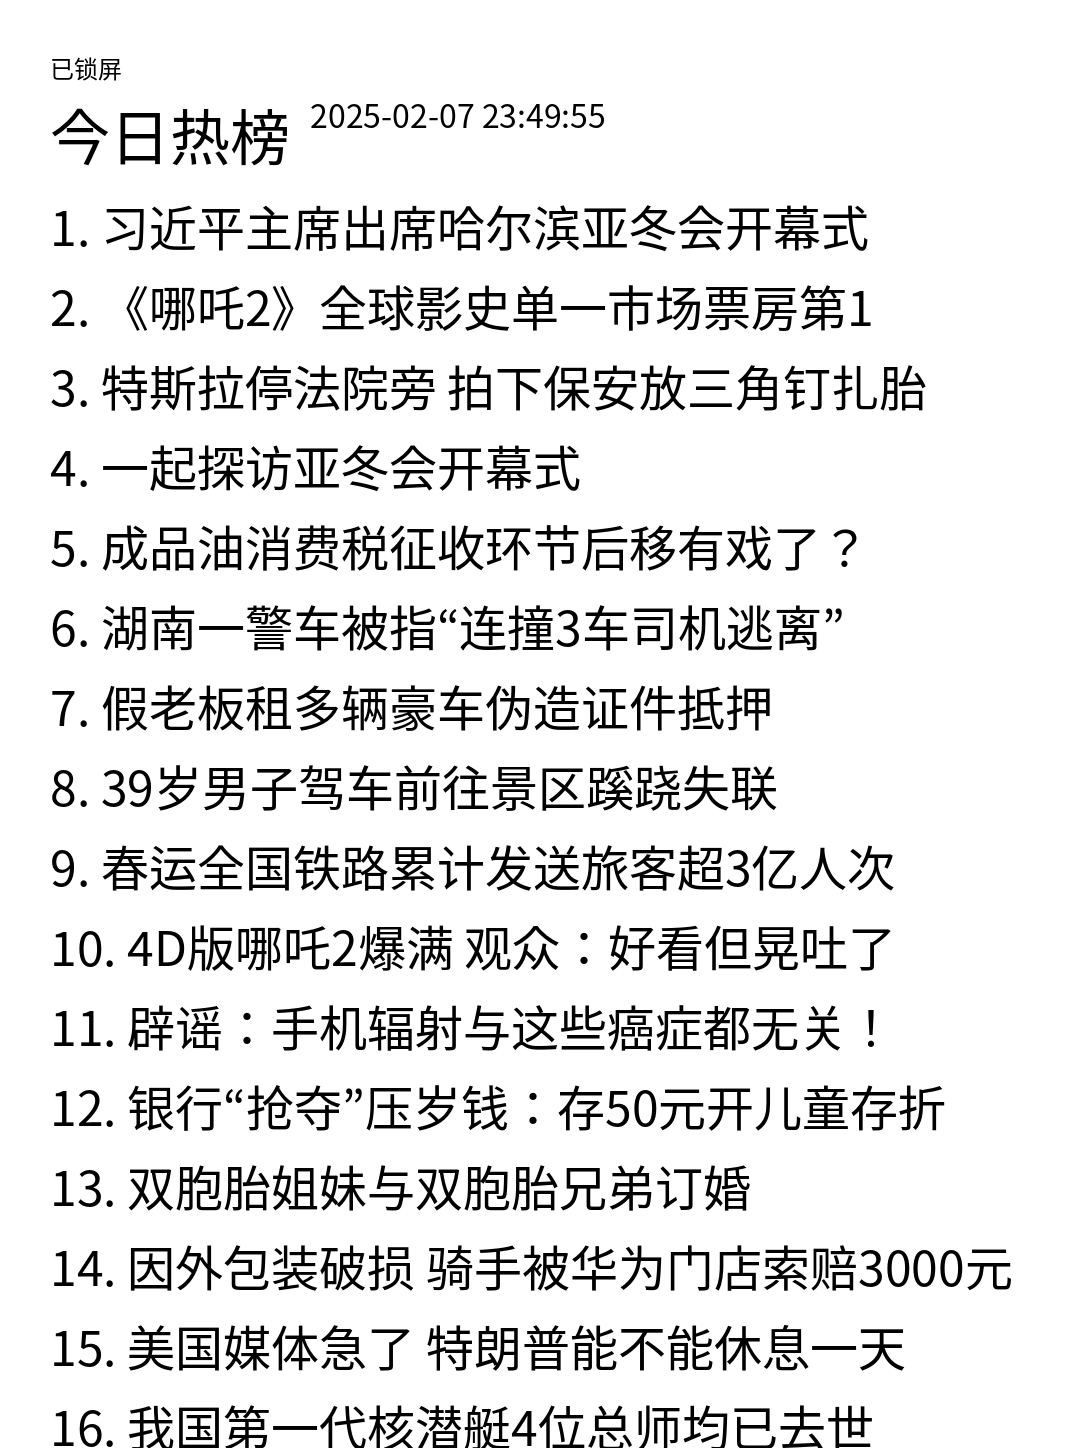 已锁屏
今日热榜 2025-02-07 23:49:55
1. 习近平主席出席哈尔滨亚冬会开幕式
2. 《哪吒2》全球影史单一市场票房第1
3. 特斯拉停法院旁 拍下保安放三角钉扎胎
4. 一起探访亚冬会开幕式
5. 成品油消费税征收环节后移有戏了？
6. 湖南一警车被指“连撞3车司机逃离”
7. 假老板租多辆豪车伪造证件抵押
8. 39岁男子驾车前往景区蹊跷失联
9. 春运全国铁路累计发送旅客超3亿人次
10. 4D版哪吒2爆满 观众：好看但晃吐了
11. 辟谣：手机辐射与这些癌症都无关！
12. 银行“抢夺”压岁钱：存50元开儿童存折
13. 双胞胎姐妹与双胞胎兄弟订婚
14. 因外包装破损 骑手被华为门店索赔3000元
15. 美国媒体急了 特朗普能不能休息一天
16. 我国第一代核潜艇4位总师均已去世